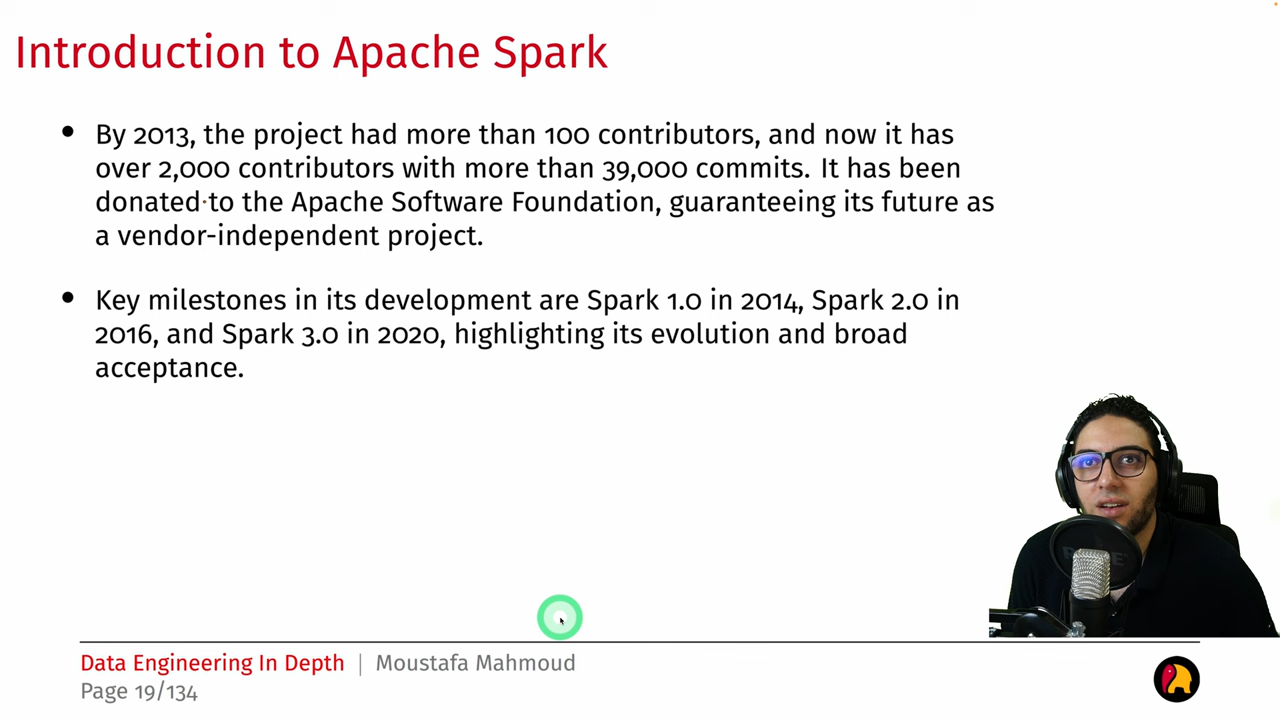 Introduction to Apache Spark
• By 2013, the project had more than 100 contributors, and now it has
over 2,000 contributors with more than 39,000 commits. It has been
donated to the Apache Software Foundation, guaranteeing its future as
a vendor-independent project.
• Key milestones in its development are Spark 1.0 in 2014, Spark 2.0 in
2016, and Spark 3.0 in 2020, highlighting its evolution and broad
acceptance.
Data Engineering In Depth | Moustafa Mahmoud
Page 19/134